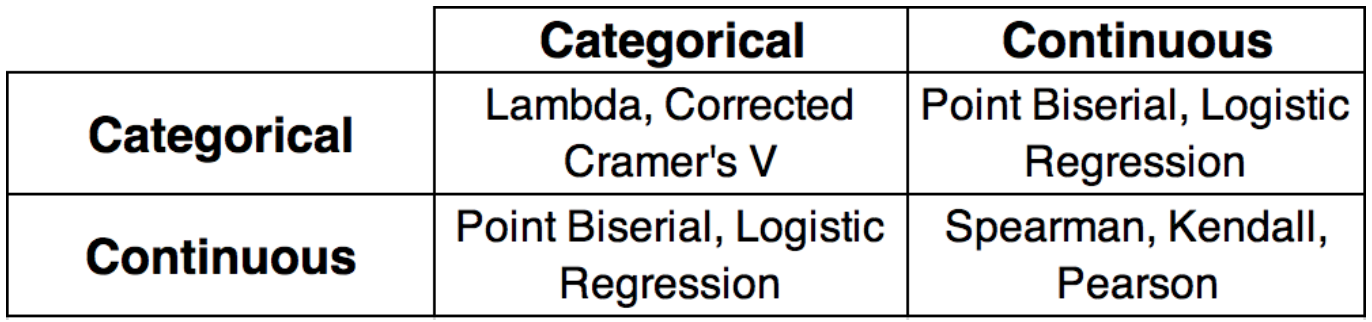 Categorical
Continuous
Categorical
Lambda, Corrected
Cramer's V
Point Biserial, Logistic
Regression
Continuous
Point Biserial, Logistic
Regression
Spearman, Kendall,
Pearson